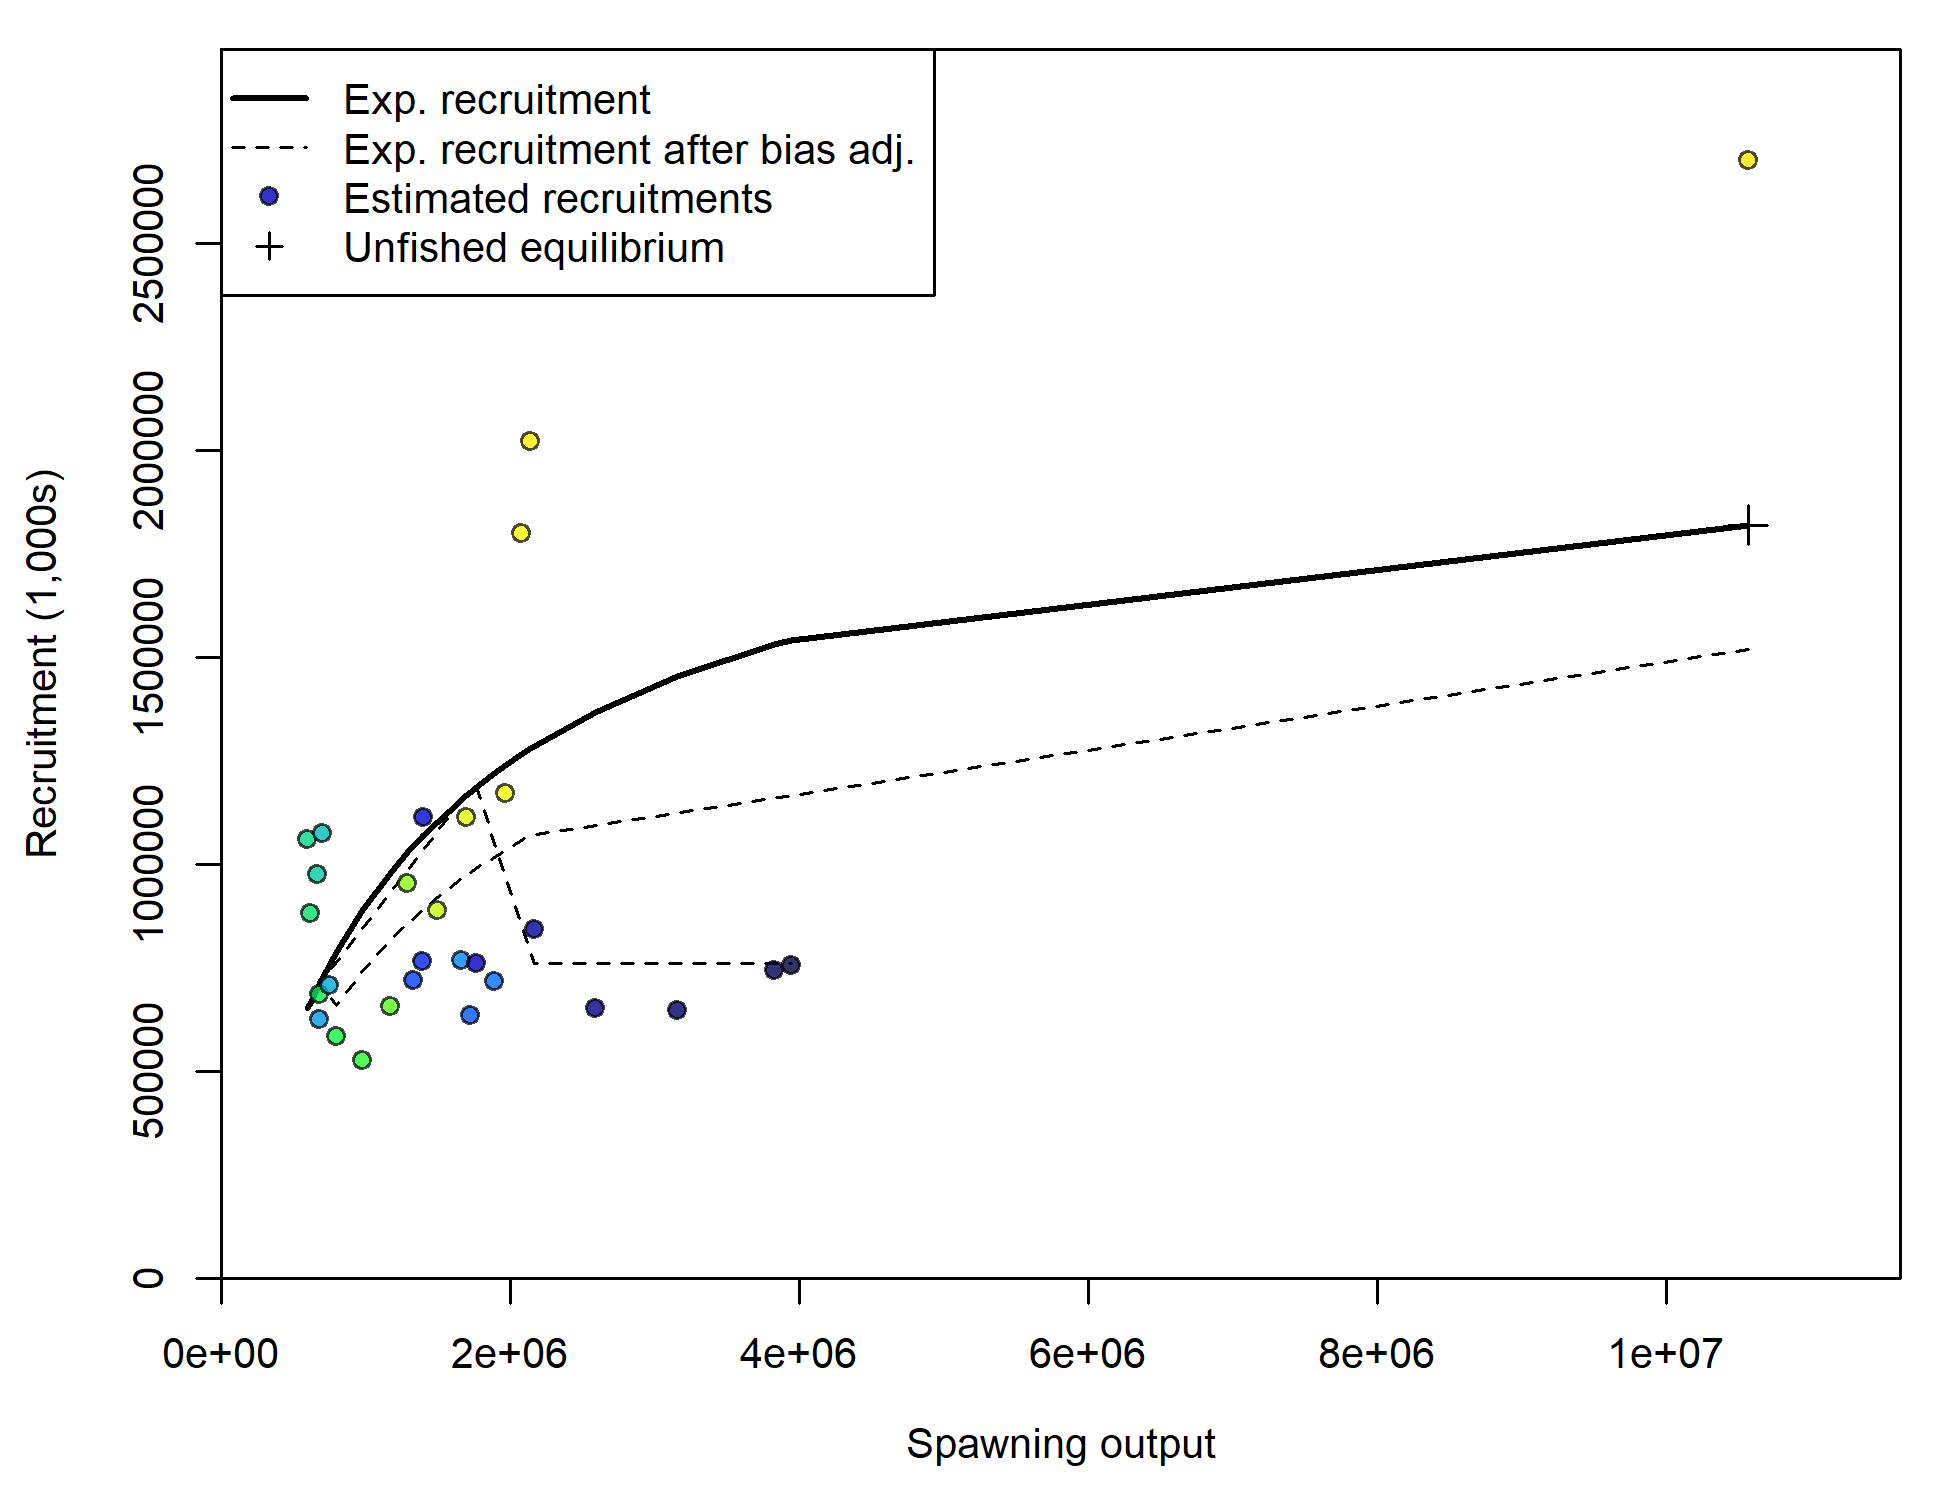 Exp. recruitment
Exp. recruitment after bias adj.
Estimated recruitments
Unfished equilibrium
Recruitment (1,000s)
2500000
2000000
1500000
1000000
500000
0
0e+00 2e+06 4e+06 6e+06 8e+06 1e+07
Spawning output